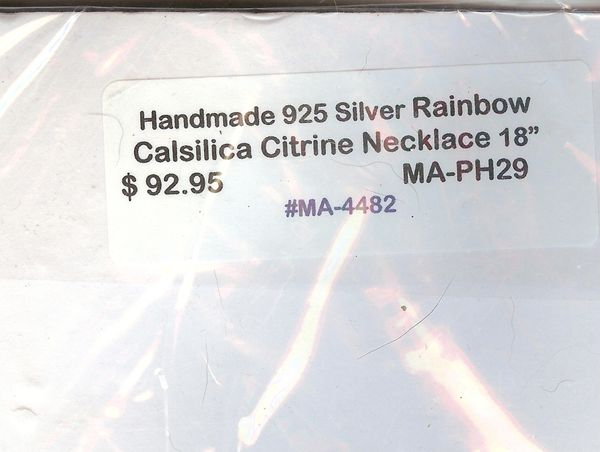 Handmade 925 Silver Rainbow
Calsilica Citrine Necklace 18”
$ 92.95 MA-PH29
#MA-4482